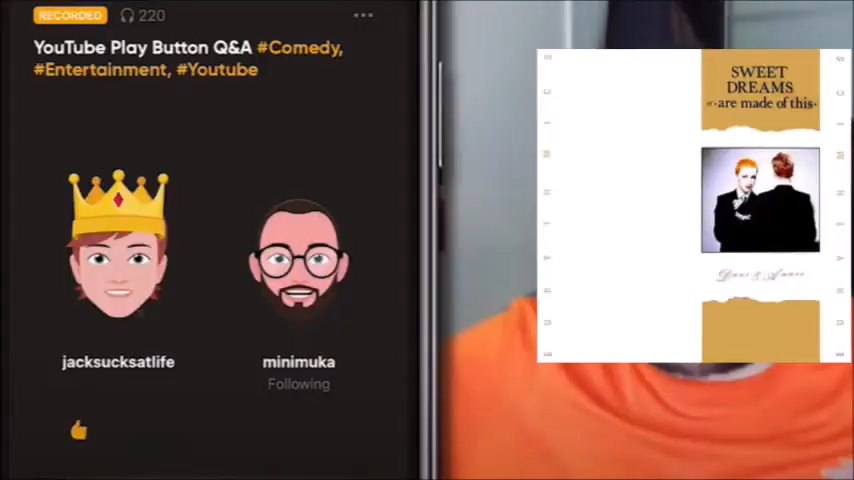 RECORDED 220
YouTube Play Button Q&A #Comedy,
#Entertainment, #Youtube
jacksucksatlife
minimuka
Following
SWEET
DREAMS
are made of this